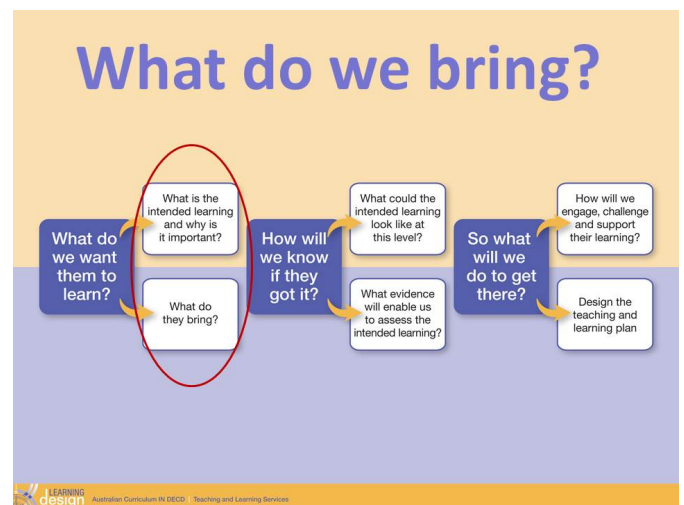 What do we bring?
What do
we want
them to
learn?
What is the
intended learning
and why is
it important?
What do
they bring?
How will
we know
if they
got it?
What could the
intended learning
look like at
this level?
What evidence
will enable us
to assess the
intended learning?
So what
will we
do to get
there?
How will we
engage, challenge
and support
their learning?
Design the
teaching and
learning plan
LEARNING
design
Australian Curriculum IN DECD | Teaching and Learning Services